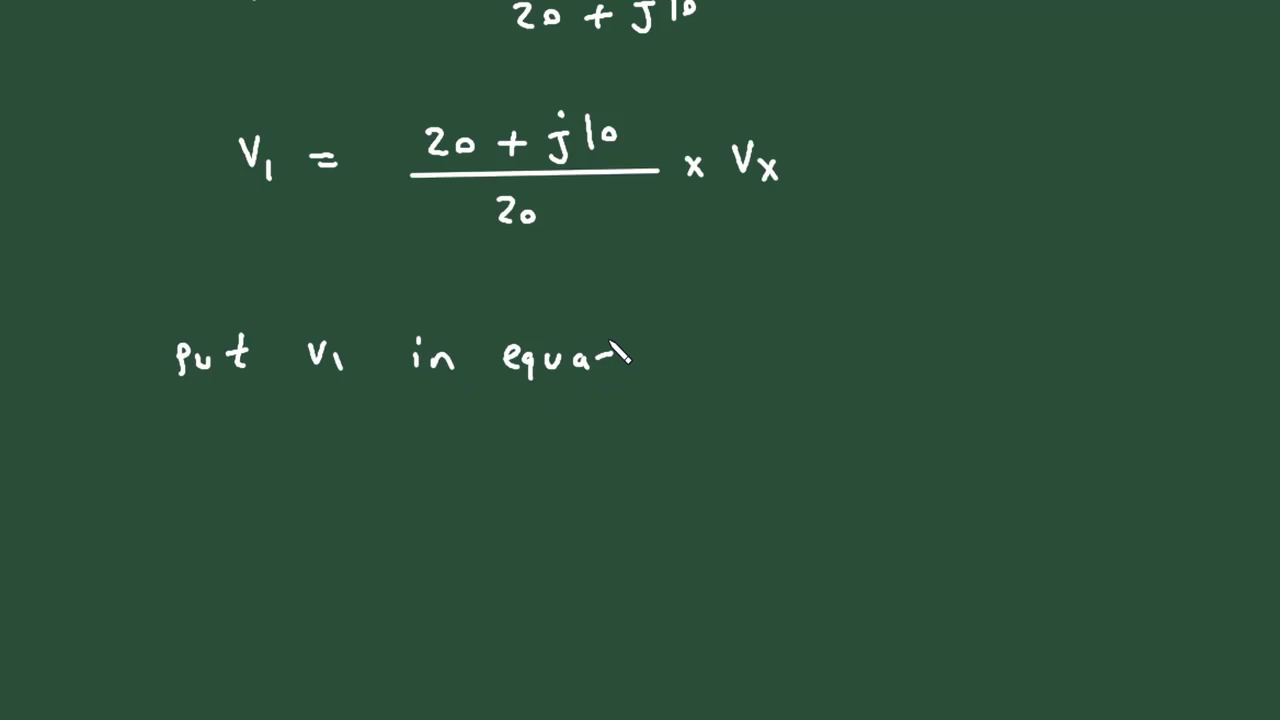 20 + j10
V1 = 20 + j10 / 20 x Vx
put v1 in equa